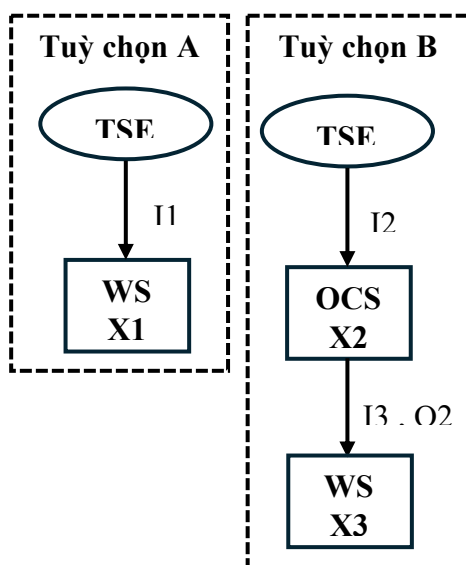 Tuỳ chọn A
TSE
I1
WS
X1
Tuỳ chọn B
TSE
I2
OCS
X2
I3 , O2
WS
X3